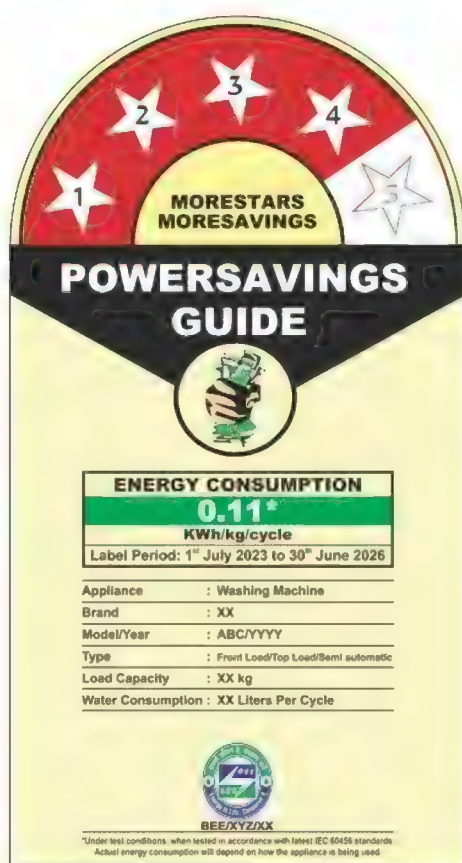 1
2
3
4
5
MORESTARS
MORESAVINGS
POWERSAVINGS
GUIDE
ENERGY CONSUMPTION
0.11*
KWh/kg/cycle
Label Period: 1st July 2023 to 30th June 2026
Appliance : Washing Machine
Brand : XX
Model/Year : ABC/YYYY
Type : Front Load/Top Load/Semi automatic
Load Capacity : XX kg
Water Consumption : XX Liters Per Cycle
BEE/XYZ/XX
*Under test conditions, when tested in accordance with latest IEC 60456 standards
Actual energy consumption will depend on how the appliance is being used